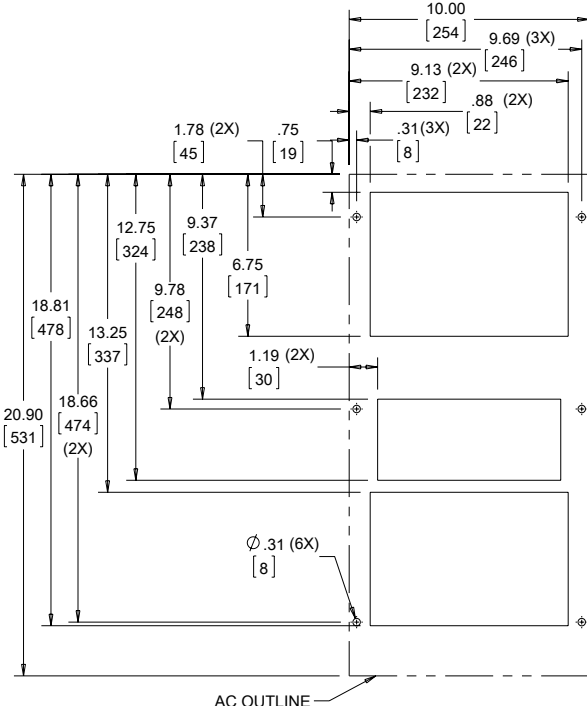 10.00
[254]
9.69 (3X)
[246]
9.13 (2X)
[232]
.88 (2X)
[22]
1.78 (2X)
[45]
.75
[19]
.31(3X)
[8]
12.75
[324]
9.37
[238]
6.75
[171]
9.78
[248]
(2X)
18.81
[478]
13.25
[337]
1.19 (2X)
[30]
20.90
[531]
18.66
[474]
(2X)
Ø .31 (6X)
[8]
AC OUTLINE